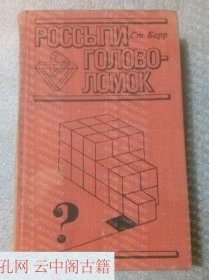 Ст. Барр
РОССЫПИ
ГОЛОВО-
ЛОМОК
?
孔网 云中阁古籍